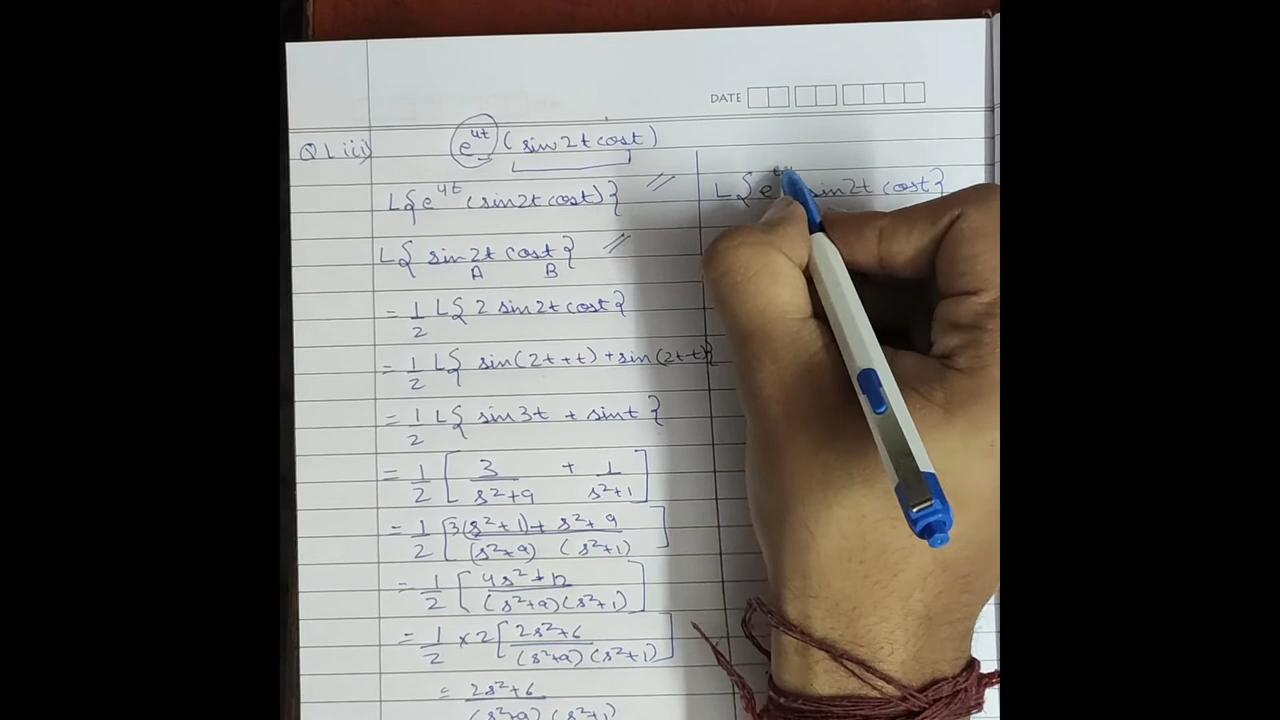 DATE
Q1. iii) e^4t (sin2t cost)
L{e^4t (sin2t cost)}
L{ sin2t cost}
A B
= 1/2 L{ 2 sin2t cost}
= 1/2 L{ sin(2t+t) + sin(2t-t)}
= 1/2 L{ sin3t + sint }
= 1/2 [ 3/(s²+9) + 1/(s²+1) ]
= 1/2 [ 3(s²+1) + s²+9 / (s²+9) (s²+1) ]
= 1/2 [ 4s²+12 / (s²+9)(s²+1) ]
= 1/2 × 2 [ 2s²+6 / (s²+9)(s²+1) ]
= 2s²+6 / (s²+9) (s²+1)
L{ e sin2t cost}